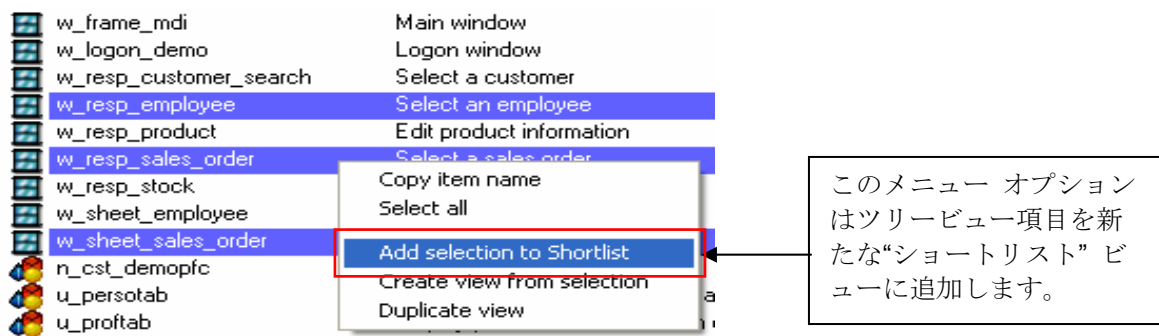 w_frame_mdi Main window
w_logon_demo Logon window
w_resp_customer_search Select a customer
w_resp_employee Select an employee
w_resp_product Edit product information
w_resp_sales_order Select a sales order
w_resp_stock
w_sheet_employee
w_sheet_sales_order
n_cst_demopfc
u_persotab
u_proftab
Copy item name
Select all
Add selection to Shortlist
Create view from selection
Duplicate view
このメニュー オプション
はツリービュー項目を新
たな“ショートリスト” ビ
ューに追加します。